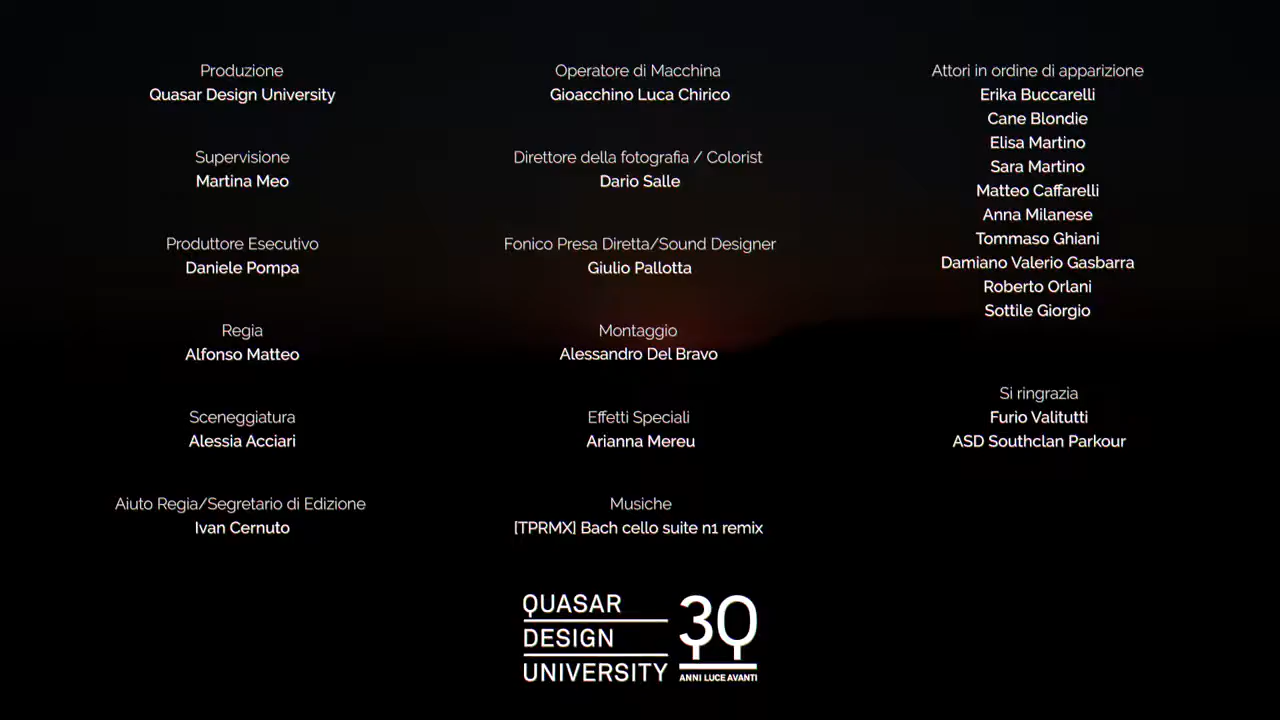 Produzione
Quasar Design University
Supervisione
Martina Meo
Produttore Esecutivo
Daniele Pompa
Regia
Alfonso Matteo
Sceneggiatura
Alessia Acciari
Aiuto Regia/Segretario di Edizione
Ivan Cernuto
Operatore di Macchina
Gioacchino Luca Chirico
Direttore della fotografia / Colorist
Dario Salle
Fonico Presa Diretta/Sound Designer
Giulio Pallotta
Montaggio
Alessandro Del Bravo
Effetti Speciali
Arianna Mereu
Musiche
[TPRMX] Bach cello suite n1 remix
Attori in ordine di apparizione
Erika Buccarelli
Cane Blondie
Elisa Martino
Sara Martino
Matteo Caffarelli
Anna Milanese
Tommaso Ghiani
Damiano Valerio Gasbarra
Roberto Orlani
Sottile Giorgio
Si ringrazia
Furio Valitutti
ASD Southclan Parkour
QUASAR
DESIGN
UNIVERSITY
30
ANNI LUCE AVANTI